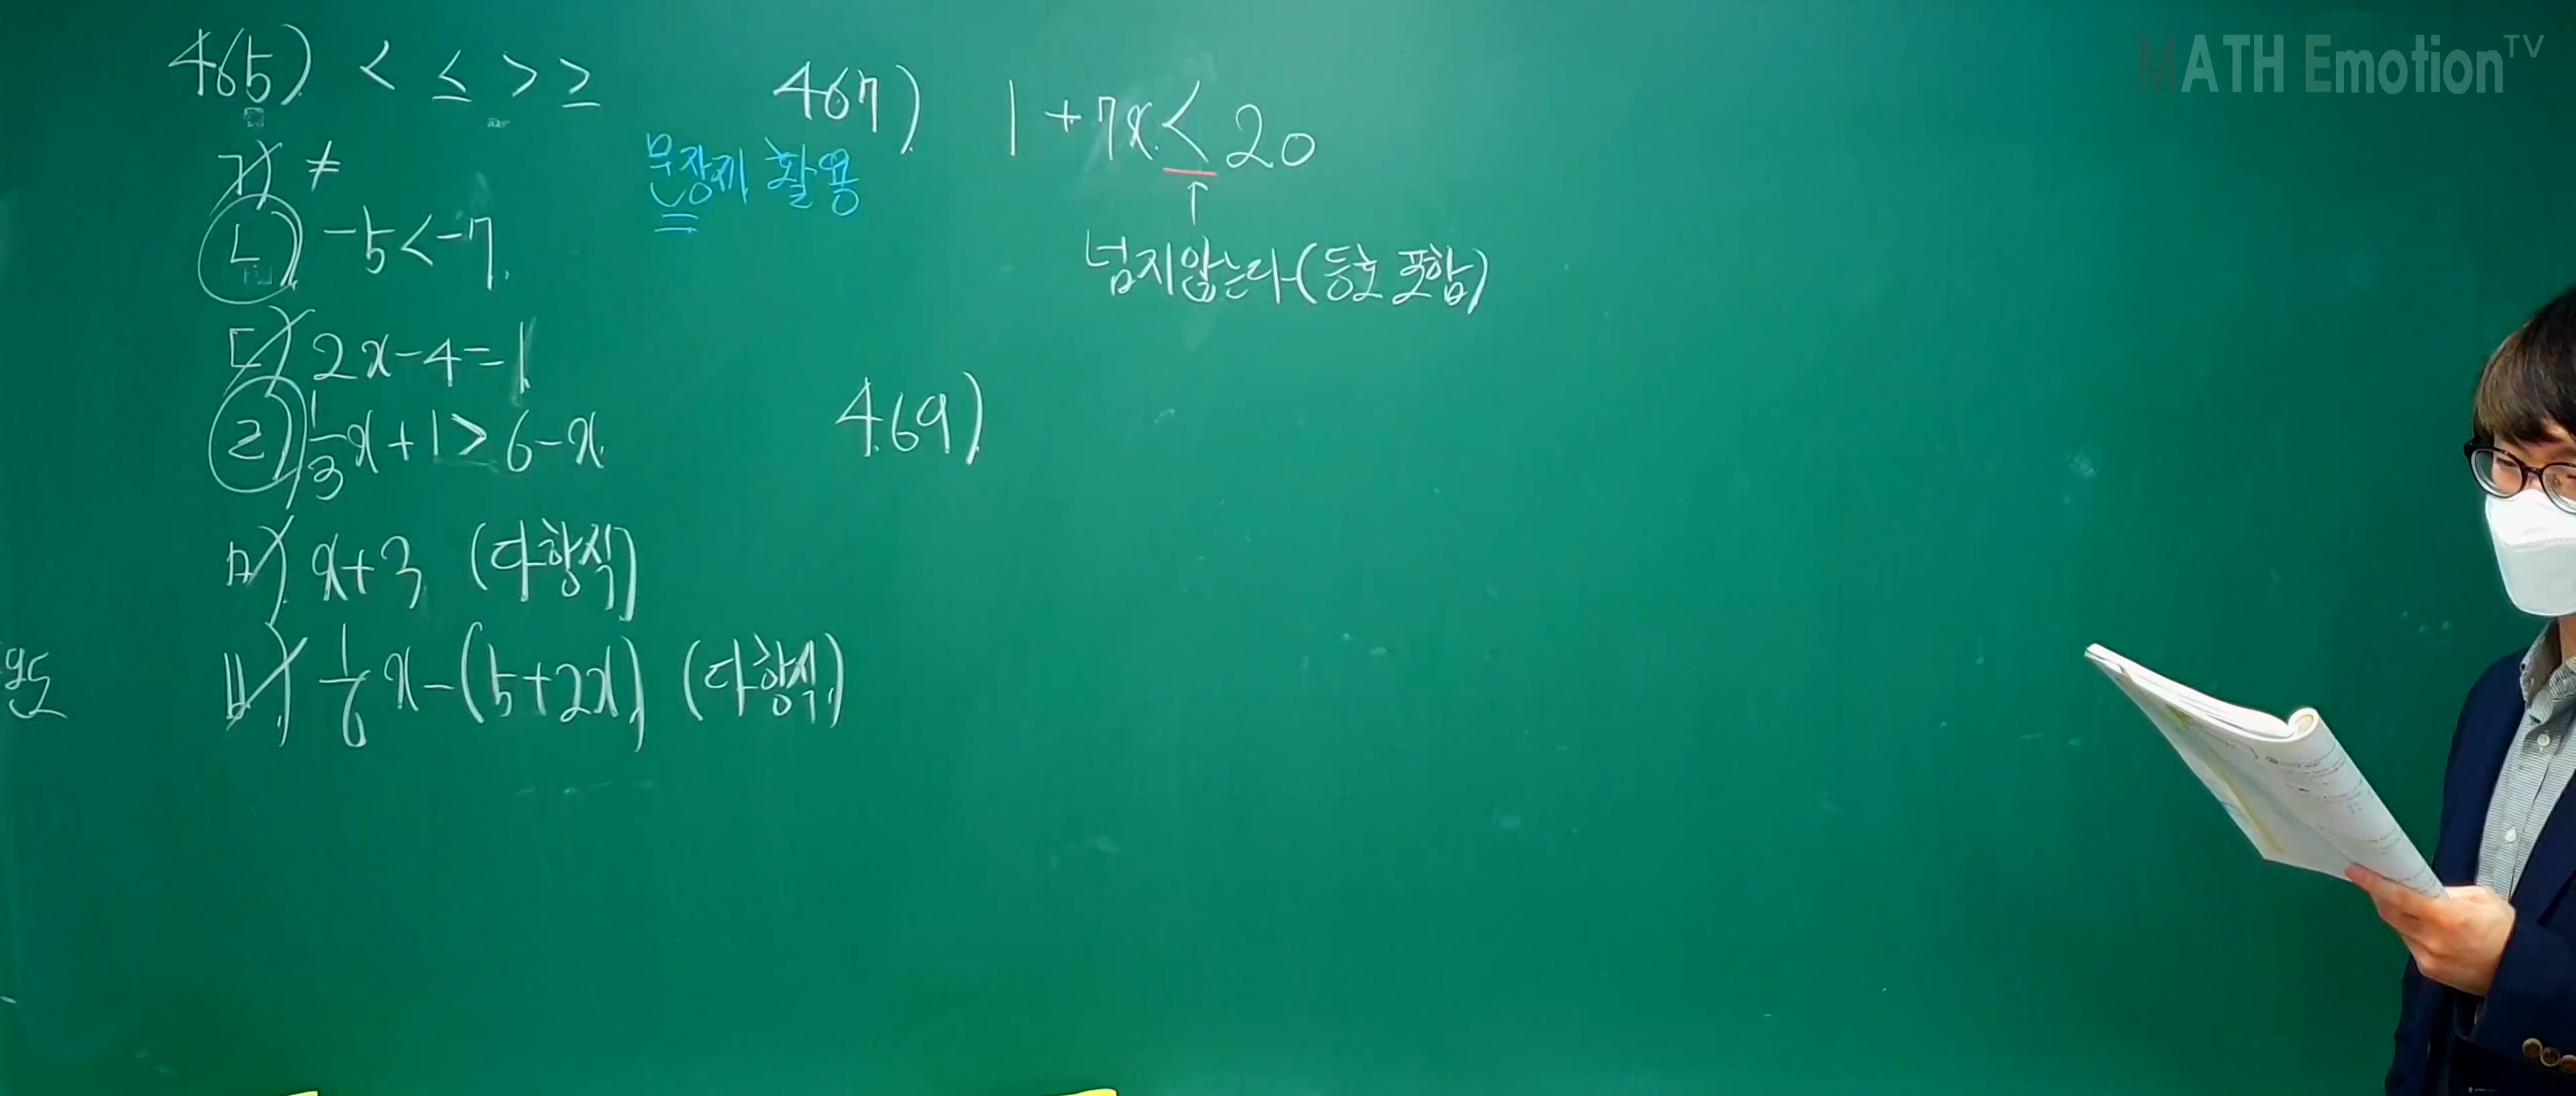 MATH Emotion TV
465) < ≤ > ≥
ㄱ) ≠
ㄴ) -5<-7
ㄷ) 2x-4=1
ㄹ) 1/3x+1≥6-x
ㅁ) x+3 (다항식)
ㅂ) 1/6x-(5+2x) (다항식)
467) 1+7x≤20
문장제 활용
↑
넘지않는다(등호 포함)
469)